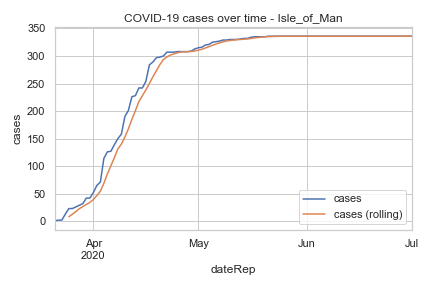 COVID-19 cases over time - Isle_of_Man
350
300
250
200
150
100
50
0
cases
cases
cases (rolling)
Apr
2020
May
Jun
Jul
dateRep